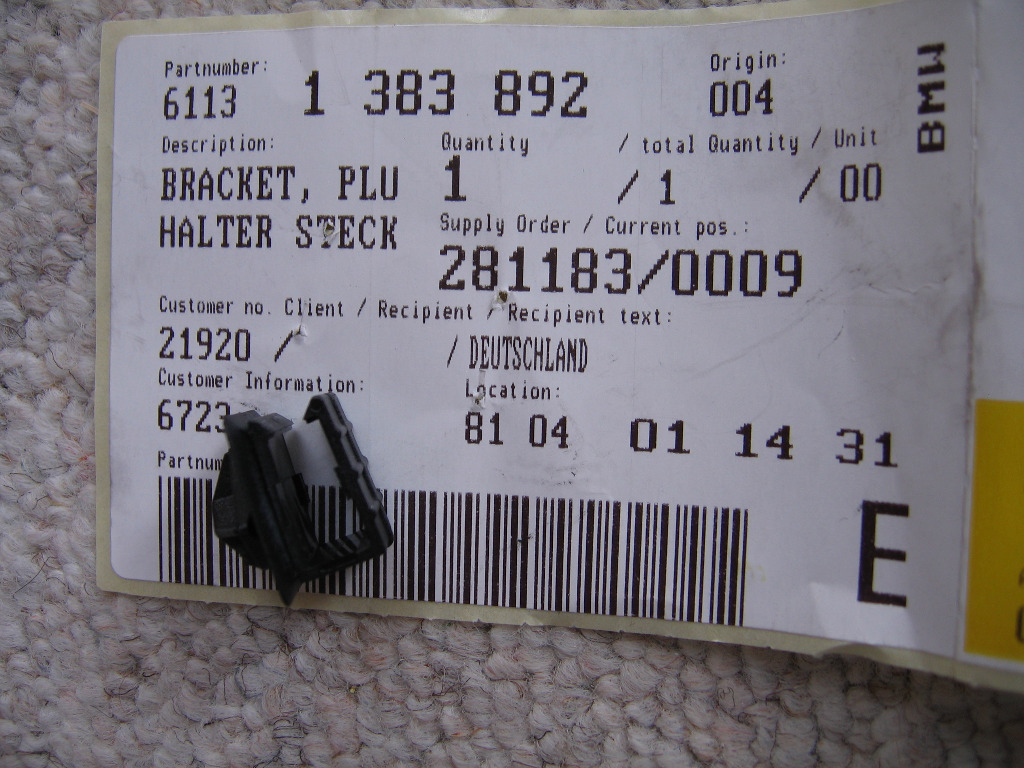 Partnumber:
6113 1 383 892
Origin:
004
BMW
Description:
BRACKET, PLU
HALTER STECK
Quantity / total Quantity / Unit
1 / 1 / 00
Supply Order / Current pos.:
281183/0009
Customer no. Client / Recipient / Recipient text:
21920 / / DEUTSCHLAND
Customer Information:
6723
Location:
81 04 01 14 31
Partnum
E